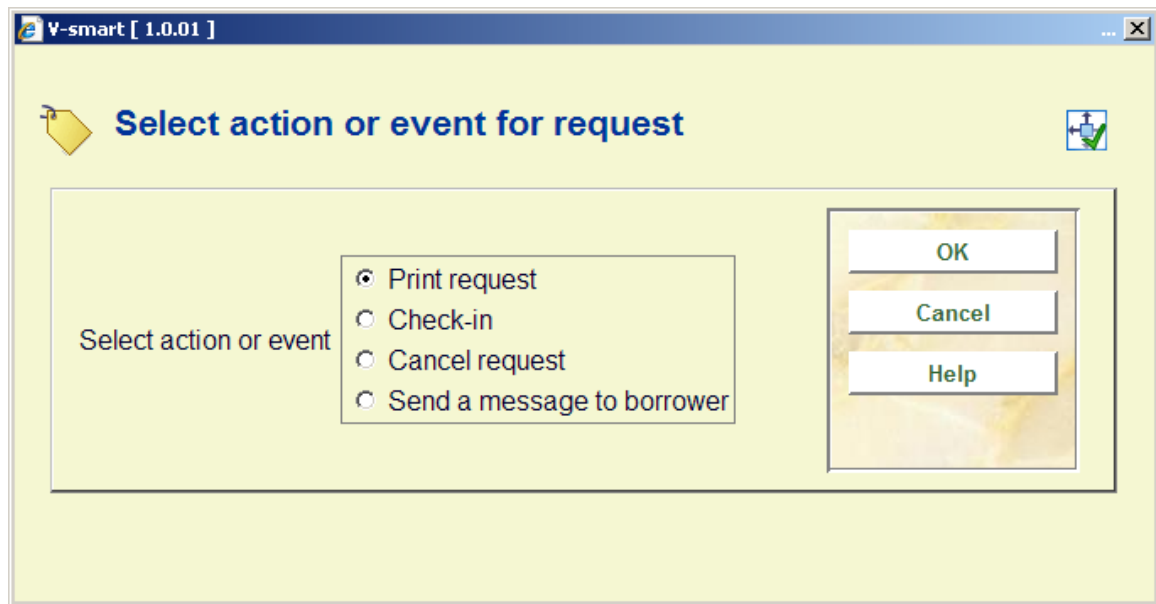 V-smart [ 1.0.01 ]
...
Select action or event for request
Select action or event
Print request
Check-in
Cancel request
Send a message to borrower
OK
Cancel
Help